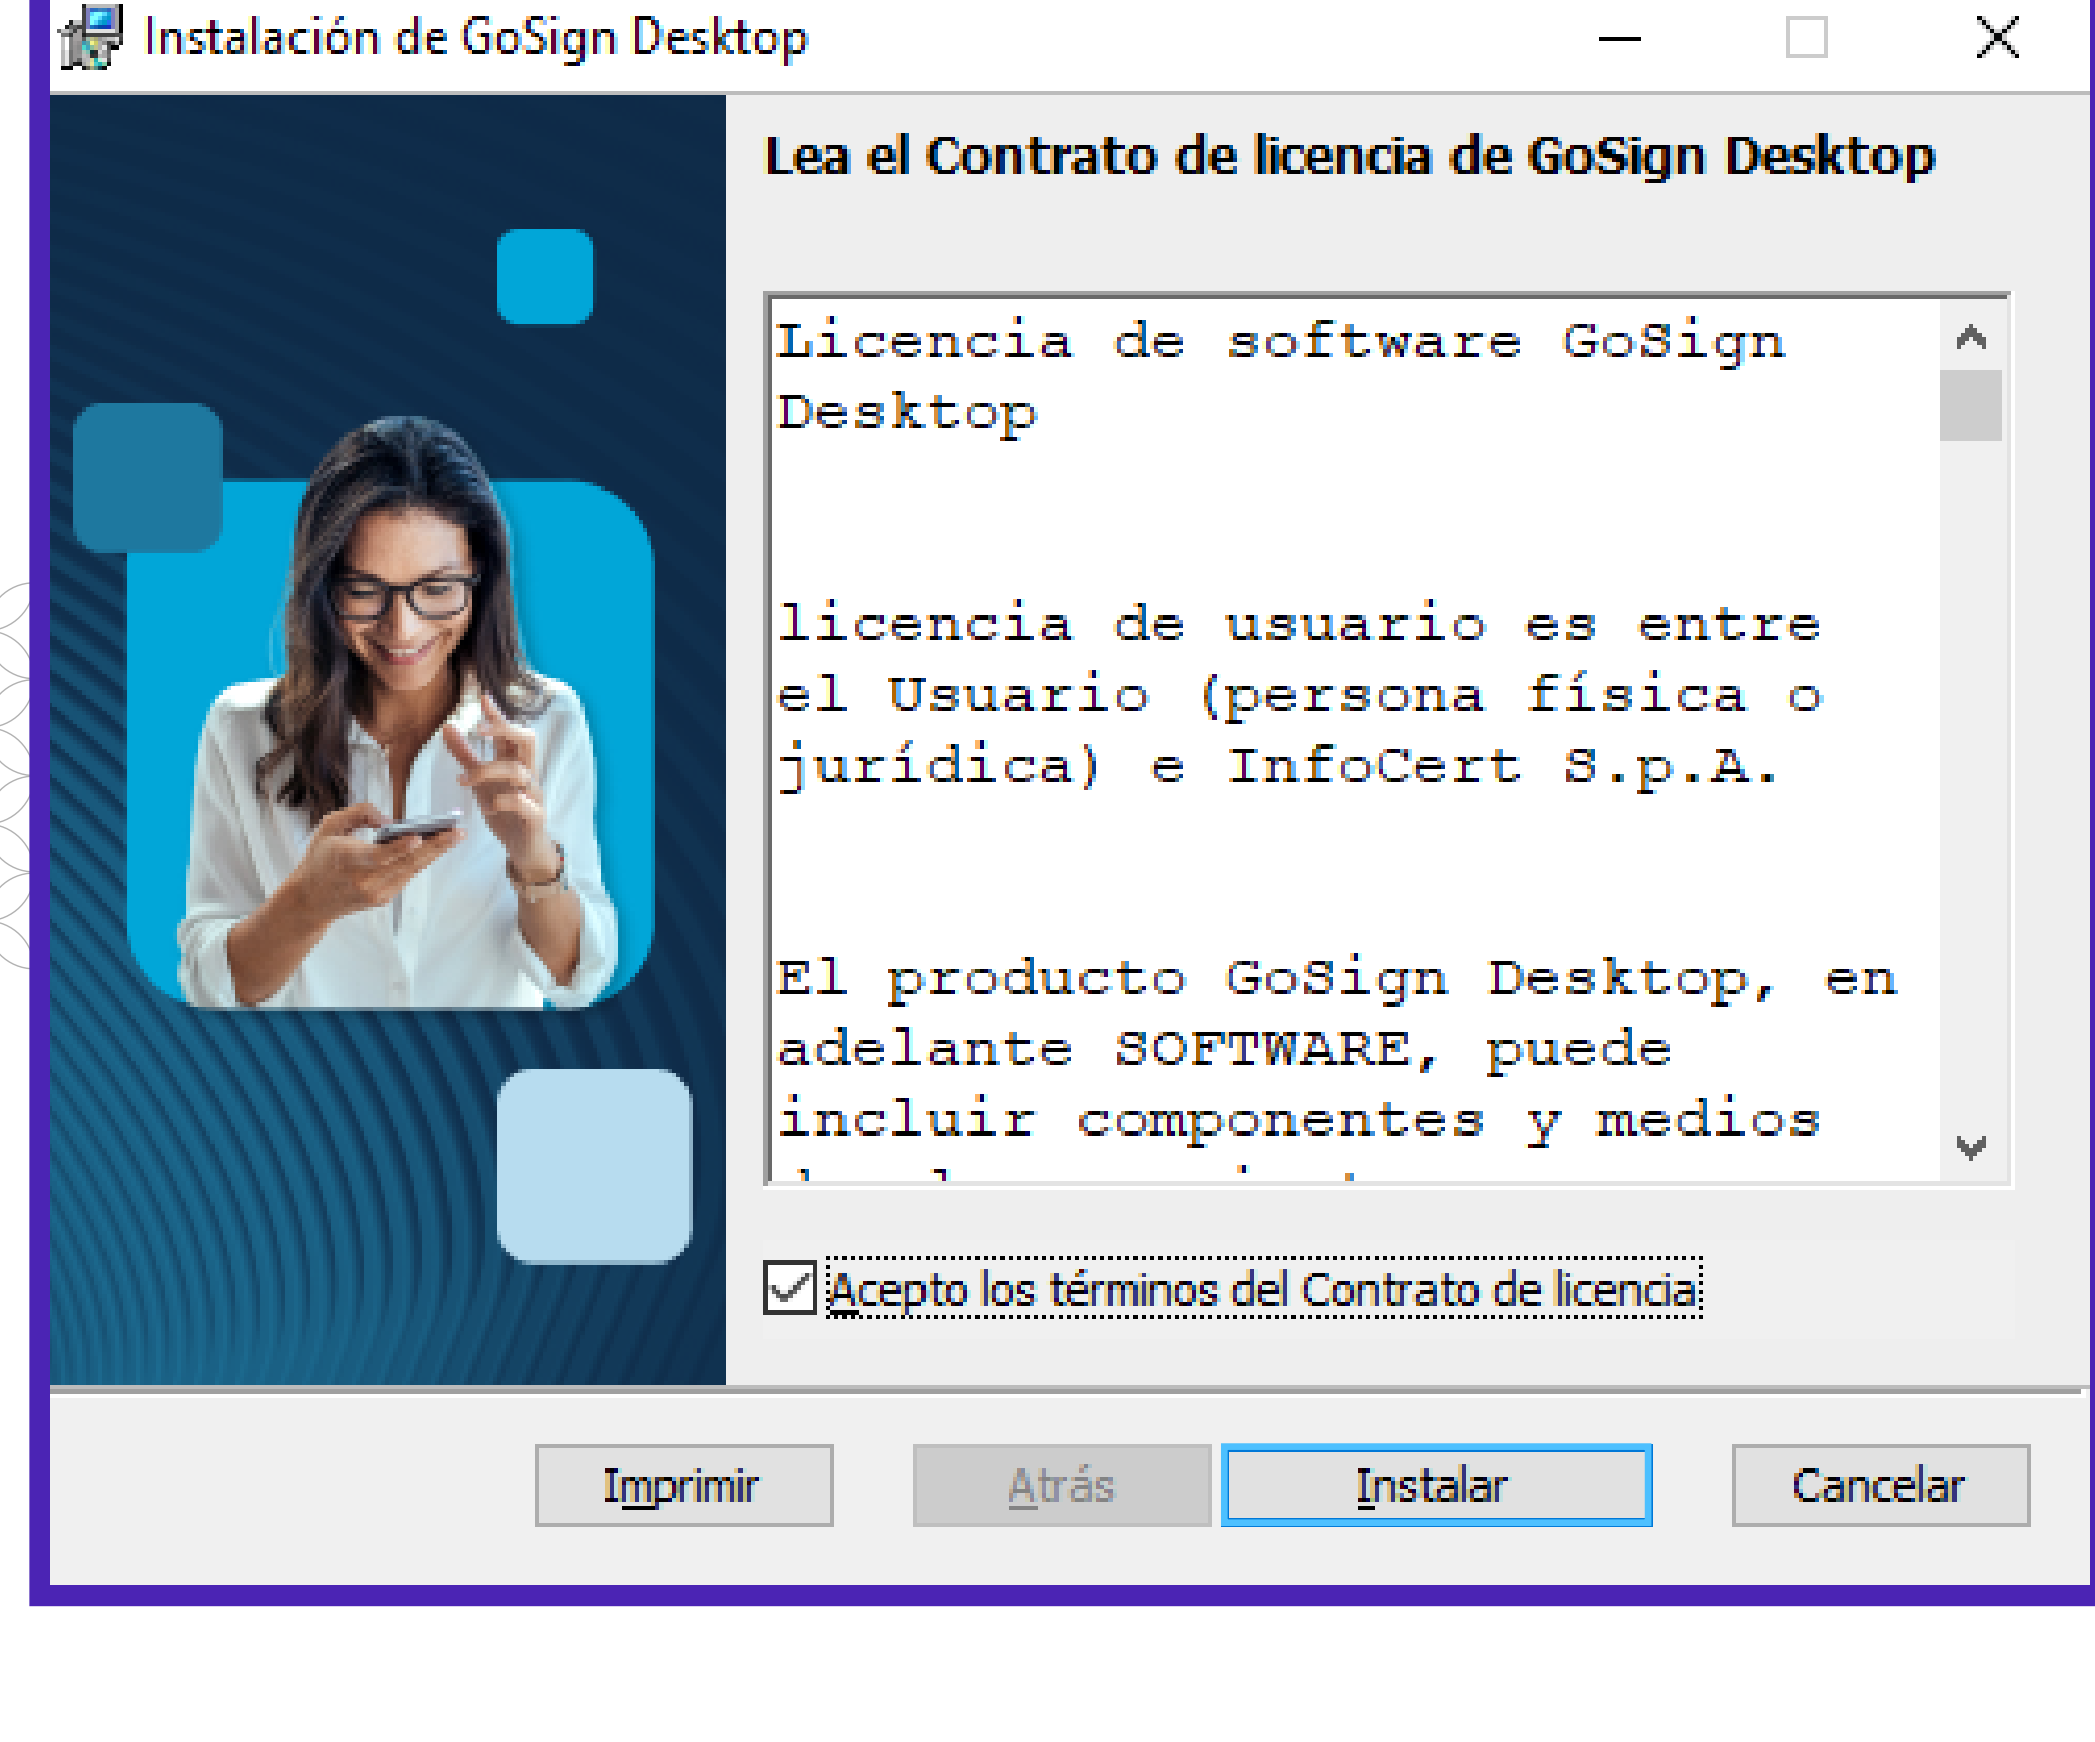 Instalación de GoSign Desktop
Lea el Contrato de licencia de GoSign Desktop
Licencia de software GoSign
Desktop
licencia de usuario es entre
el Usuario (persona física o
jurídica) e InfoCert S.p.A.
El producto GoSign Desktop, en
adelante SOFTWARE, puede
incluir componentes y medios
Acepto los términos del Contrato de licencia
Imprimir
Atrás
Instalar
Cancelar